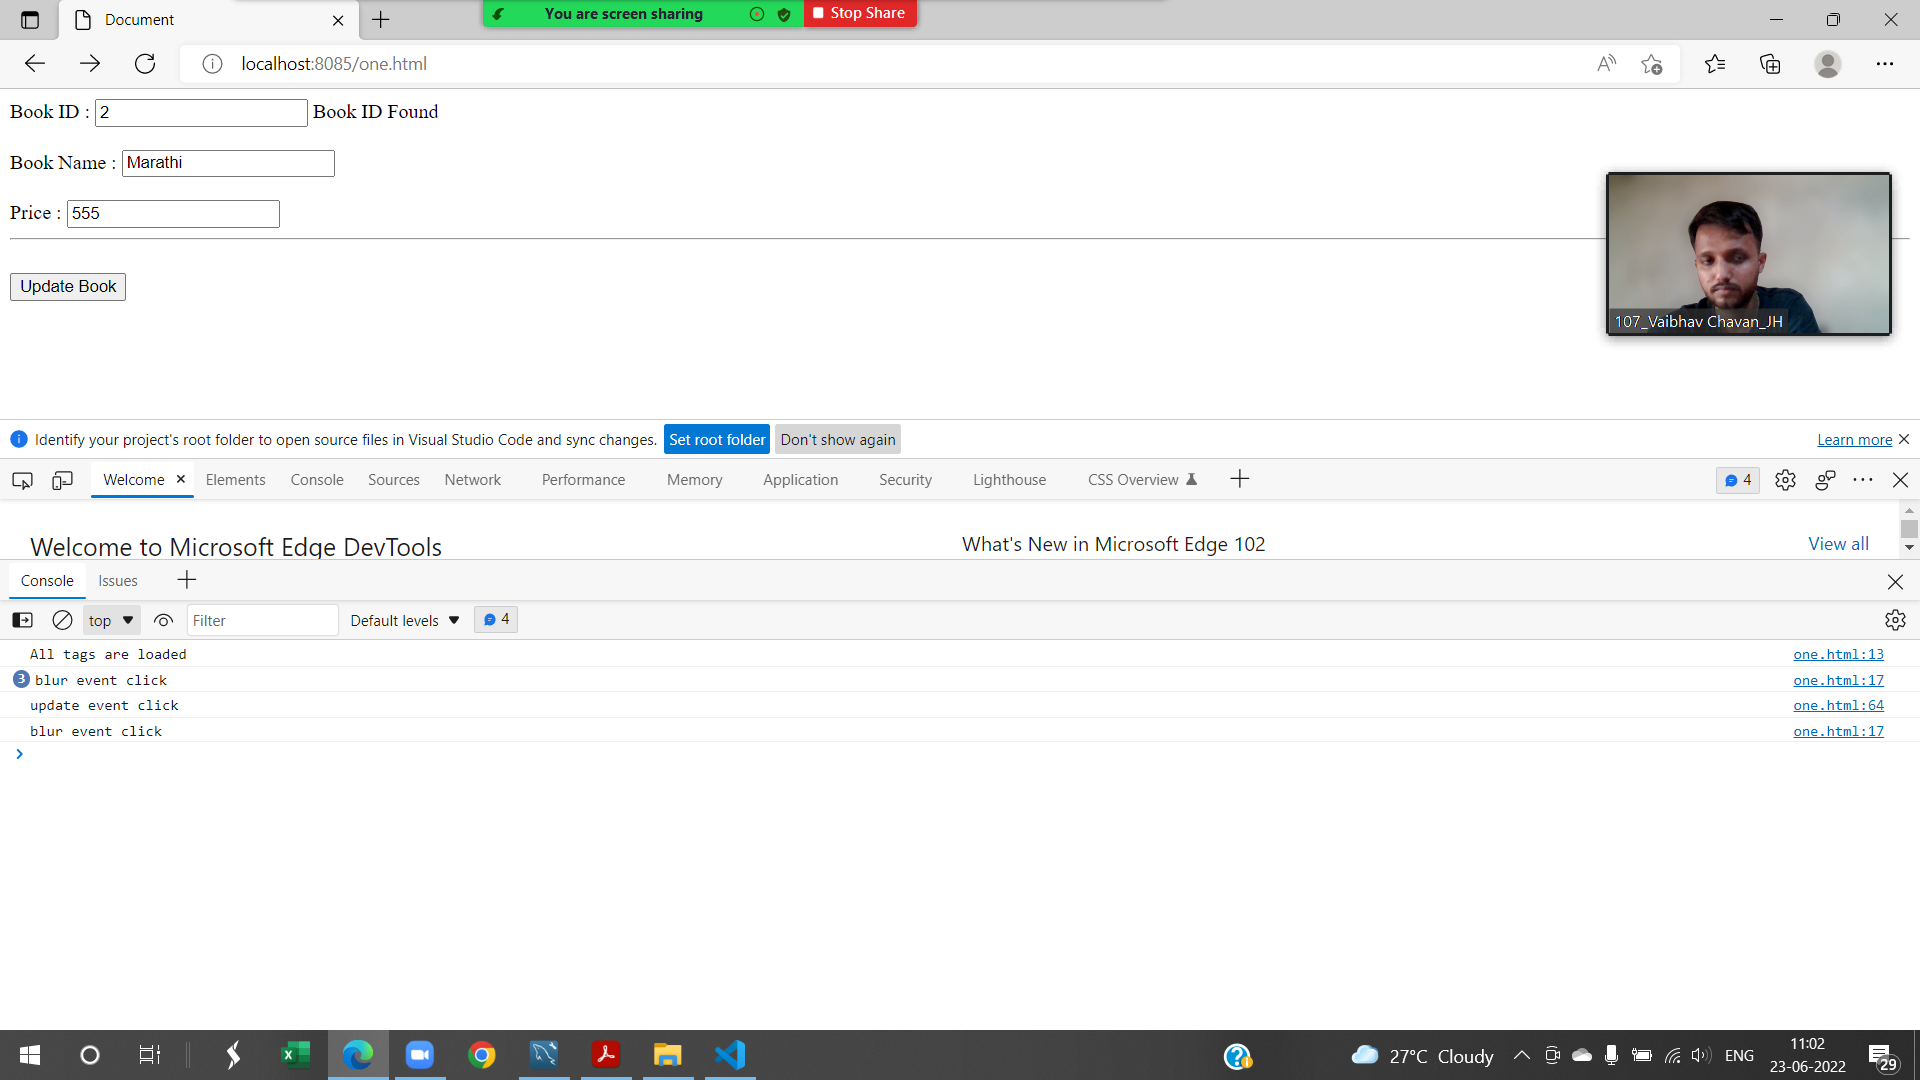 Document
You are screen sharing
Stop Share
localhost:8085/one.html
Book ID : 2 Book ID Found
Book Name : Marathi
Price : 555
Update Book
107_Vaibhav Chavan_JH
Identify your project's root folder to open source files in Visual Studio Code and sync changes. Set root folder Don't show again Learn more
Welcome Elements Console Sources Network Performance Memory Application Security Lighthouse CSS Overview 4
Welcome to Microsoft Edge DevTools What's New in Microsoft Edge 102 View all
Console Issues
top Filter Default levels 4
All tags are loaded one.html:13
3 blur event click one.html:17
update event click one.html:64
blur event click one.html:17
27°C Cloudy ENG 11:02
23-06-2022 29